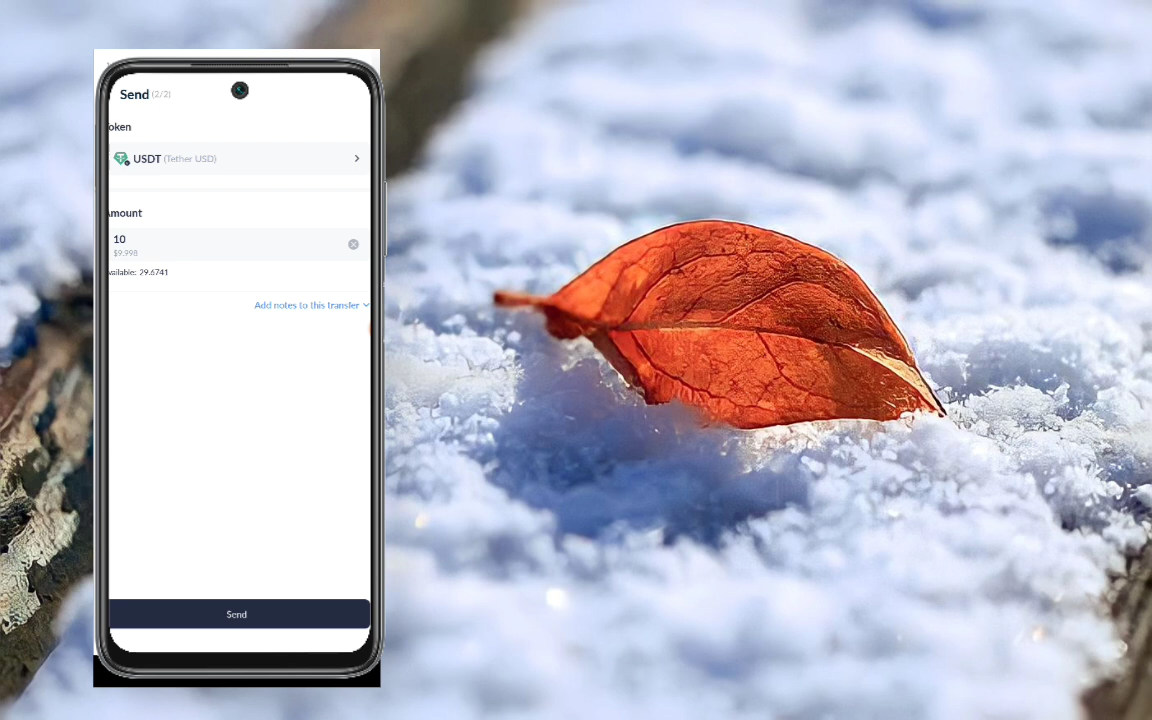 Send (2/2)
oken
USDT (Tether USD)
mount
10
$9.998
vailable: 29.6741
Add notes to this transfer
Send